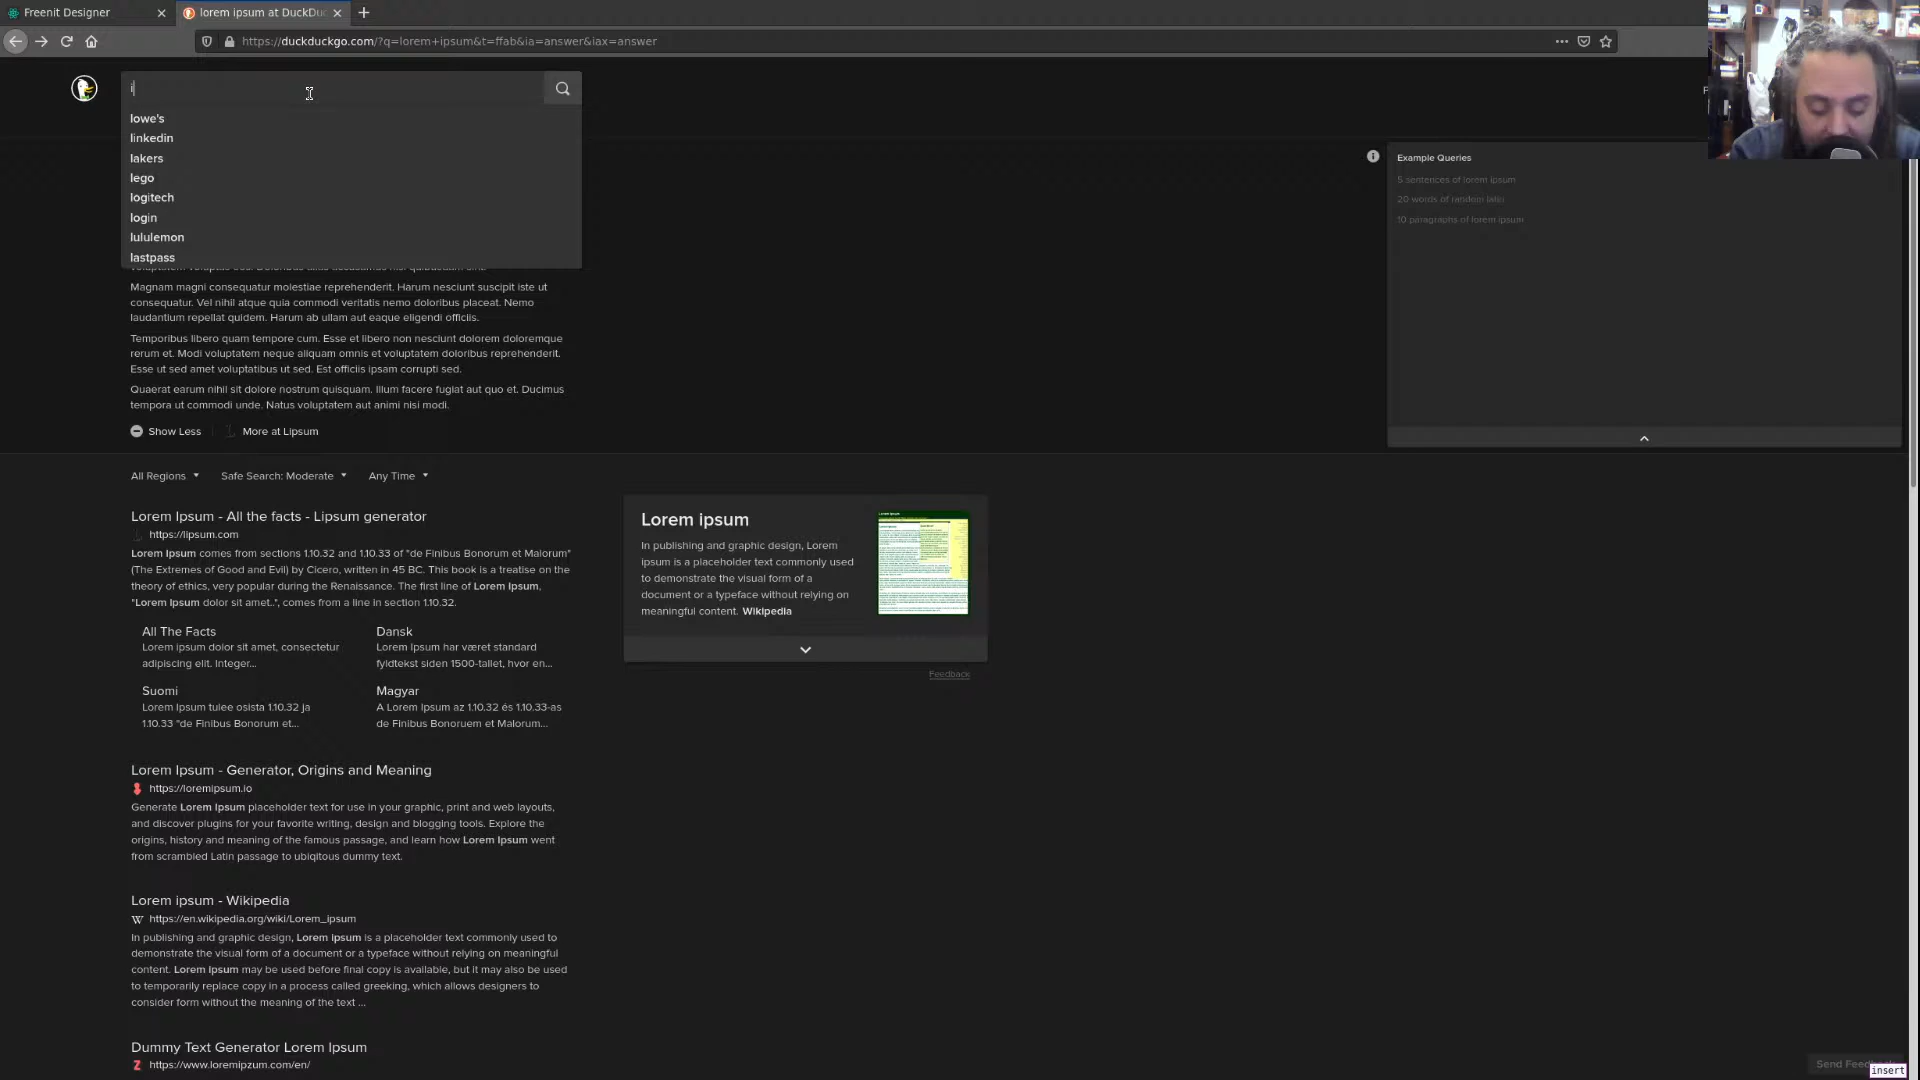 Freenit Designer
lorem ipsum at DuckDu
https://duckduckgo.com/?q=lorem+ipsum&t=ffab&ia=answer&iax=answer
i
lowe's
linkedin
lakers
lego
logitech
login
lululemon
lastpass
Magnam magni consequatur molestiae reprehenderit. Harum nesciunt suscipit iste ut
consequatur. Vel nihil atque quia commodi veritatis nemo doloribus placeat. Nemo
laudantium repellat quidem. Harum ab ullam aut eaque eligendi officiis.
Temporibus libero quam tempore cum. Esse et libero non nesciunt dolorem doloremque
rerum et. Modi voluptatem neque aliquam omnis et voluptatem doloribus reprehenderit.
Esse ut sed amet voluptatibus ut sed. Est officiis ipsam corrupti sed.
Quaerat earum nihil sit dolore nostrum quisquam. Illum facere fugiat aut quo et. Ducimus
tempora ut commodi unde. Natus voluptatem aut animi nisi modi.
Show Less
More at Lipsum
Example Queries
5 sentences of lorem ipsum
20 words of random latin
10 paragraphs of lorem ipsum
All Regions
Safe Search: Moderate
Any Time
Lorem Ipsum - All the facts - Lipsum generator
https://lipsum.com
Lorem Ipsum comes from sections 1.10.32 and 1.10.33 of "de Finibus Bonorum et Malorum"
(The Extremes of Good and Evil) by Cicero, written in 45 BC. This book is a treatise on the
theory of ethics, very popular during the Renaissance. The first line of Lorem Ipsum,
"Lorem Ipsum dolor sit amet..", comes from a line in section 1.10.32.
All The Facts
Lorem ipsum dolor sit amet, consectetur
adipiscing elit. Integer...
Dansk
Lorem Ipsum har været standard
fyldtekst siden 1500-tallet, hvor en...
Suomi
Lorem Ipsum tulee osista 1.10.32 ja
1.10.33 "de Finibus Bonorum et...
Magyar
A Lorem Ipsum az 1.10.32 és 1.10.33-as
de Finibus Bonoruem et Malorum...
Lorem Ipsum - Generator, Origins and Meaning
https://loremipsum.io
Generate Lorem Ipsum placeholder text for use in your graphic, print and web layouts,
and discover plugins for your favorite writing, design and blogging tools. Explore the
origins, history and meaning of the famous passage, and learn how Lorem Ipsum went
from scrambled Latin passage to ubiqitous dummy text.
Lorem ipsum - Wikipedia
W https://en.wikipedia.org/wiki/Lorem_ipsum
In publishing and graphic design, Lorem ipsum is a placeholder text commonly used to
demonstrate the visual form of a document or a typeface without relying on meaningful
content. Lorem ipsum may be used before final copy is available, but it may also be used
to temporarily replace copy in a process called greeking, which allows designers to
consider form without the meaning of the text ...
Dummy Text Generator Lorem Ipsum
Z https://www.loremipzum.com/en/
Lorem ipsum
In publishing and graphic design, Lorem
ipsum is a placeholder text commonly used
to demonstrate the visual form of a
document or a typeface without relying on
meaningful content. Wikipedia
Feedback
Send Feedback
insert